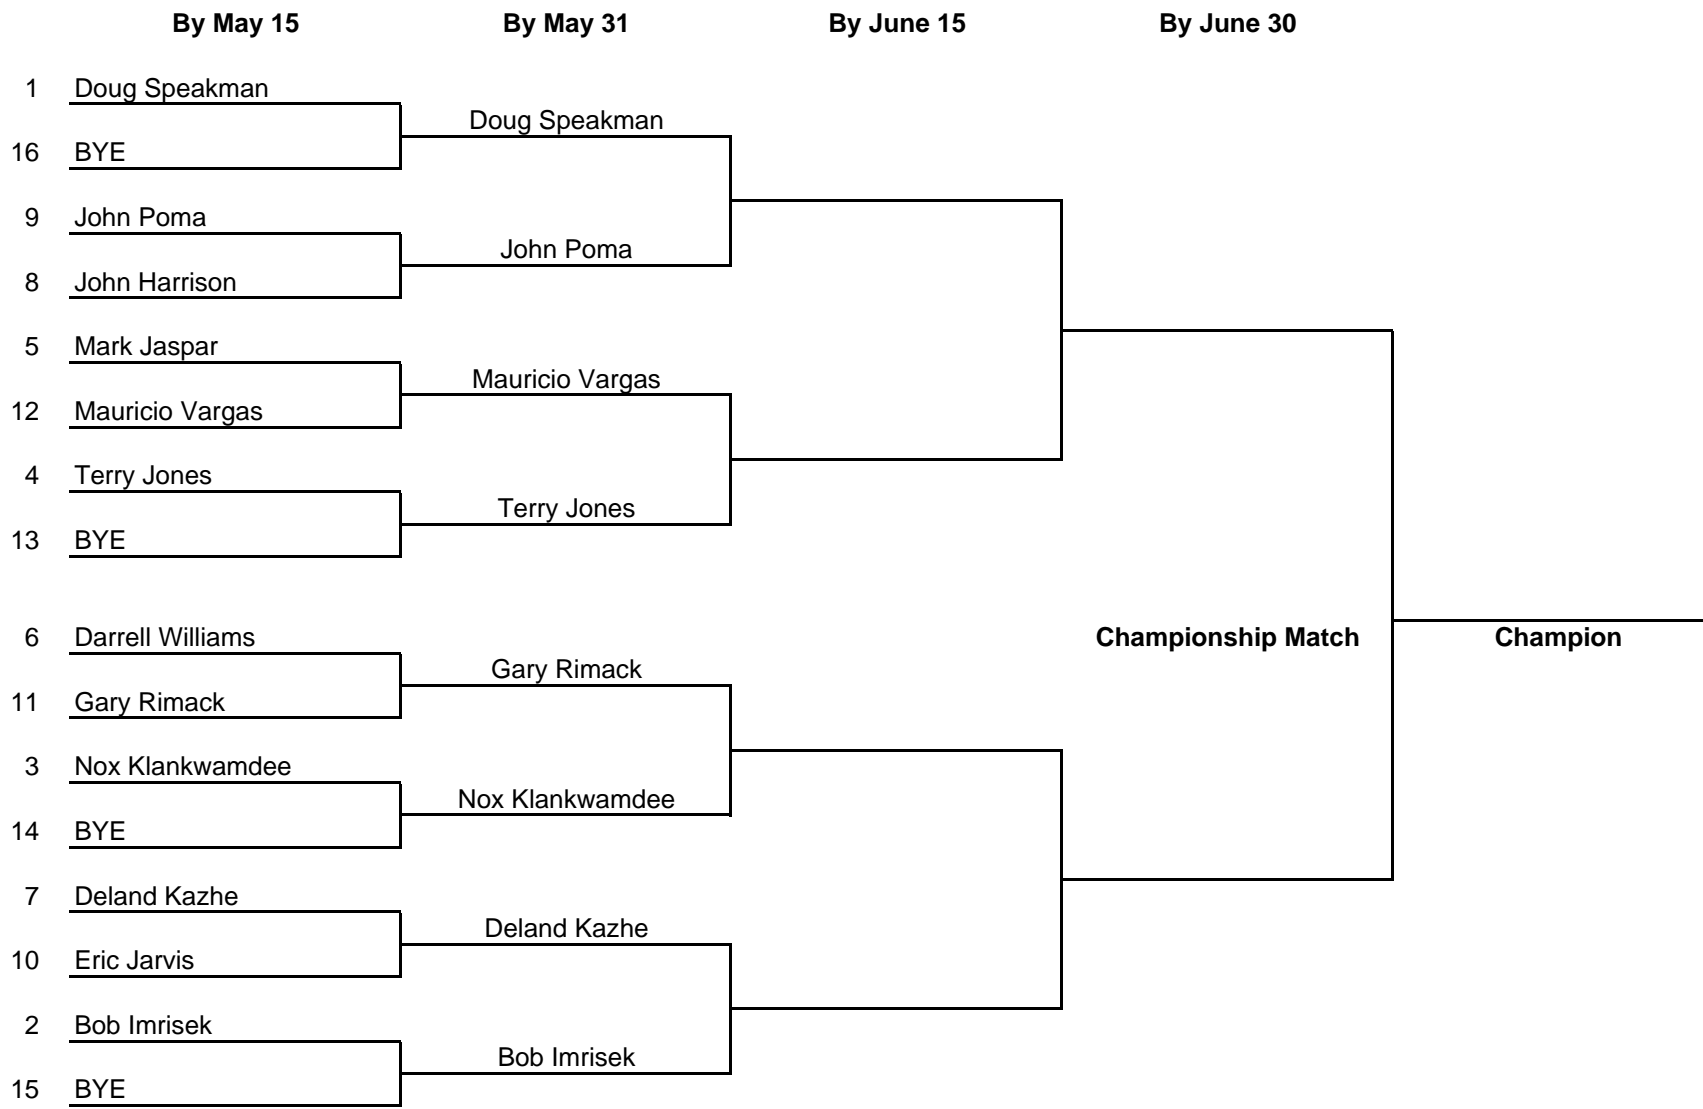 By May 15 By May 31 By June 15 By June 30
1 Doug Speakman
Doug Speakman
16 BYE
9 John Poma
John Poma
8 John Harrison
5 Mark Jaspar
Mauricio Vargas
12 Mauricio Vargas
4 Terry Jones
Terry Jones
13 BYE
6 Darrell Williams Championship Match Champion
Gary Rimack
11 Gary Rimack
3 Nox Klankwamdee
Nox Klankwamdee
14 BYE
7 Deland Kazhe
Deland Kazhe
10 Eric Jarvis
2 Bob Imrisek
Bob Imrisek
15 BYE